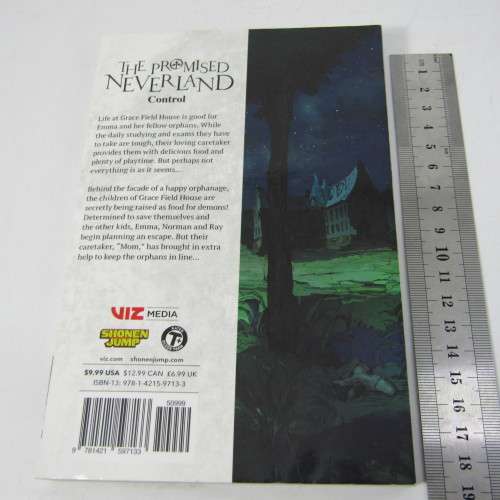 THE PROMISED
NEVERLAND
Control
Life at Grace Field House is good for
Emma and her fellow orphans. While
the daily studying and exams they have
to take are tough, their loving caretaker
provides them with delicious food and
plenty of playtime. But perhaps not
everything is as it seems...
Behind the facade of a happy orphanage,
the children of Grace Field House are
secretly being raised as food for demons!
Determined to save themselves and
the other kids, Emma, Norman and Ray
begin planning an escape. But their
caretaker, "Mom," has brought in extra
help to keep the orphans in line...
VIZ MEDIA
SHONEN
JUMP
RATED
T+
viz.com shonenjump.com
$9.99 USA $12.99 CAN £6.99 UK
ISBN-13: 978-1-4215-9713-3
50999
9 781421 597133
1
2
3
4
5
6
7
8
9
10
11
12
13
14
15
16
17
18
19